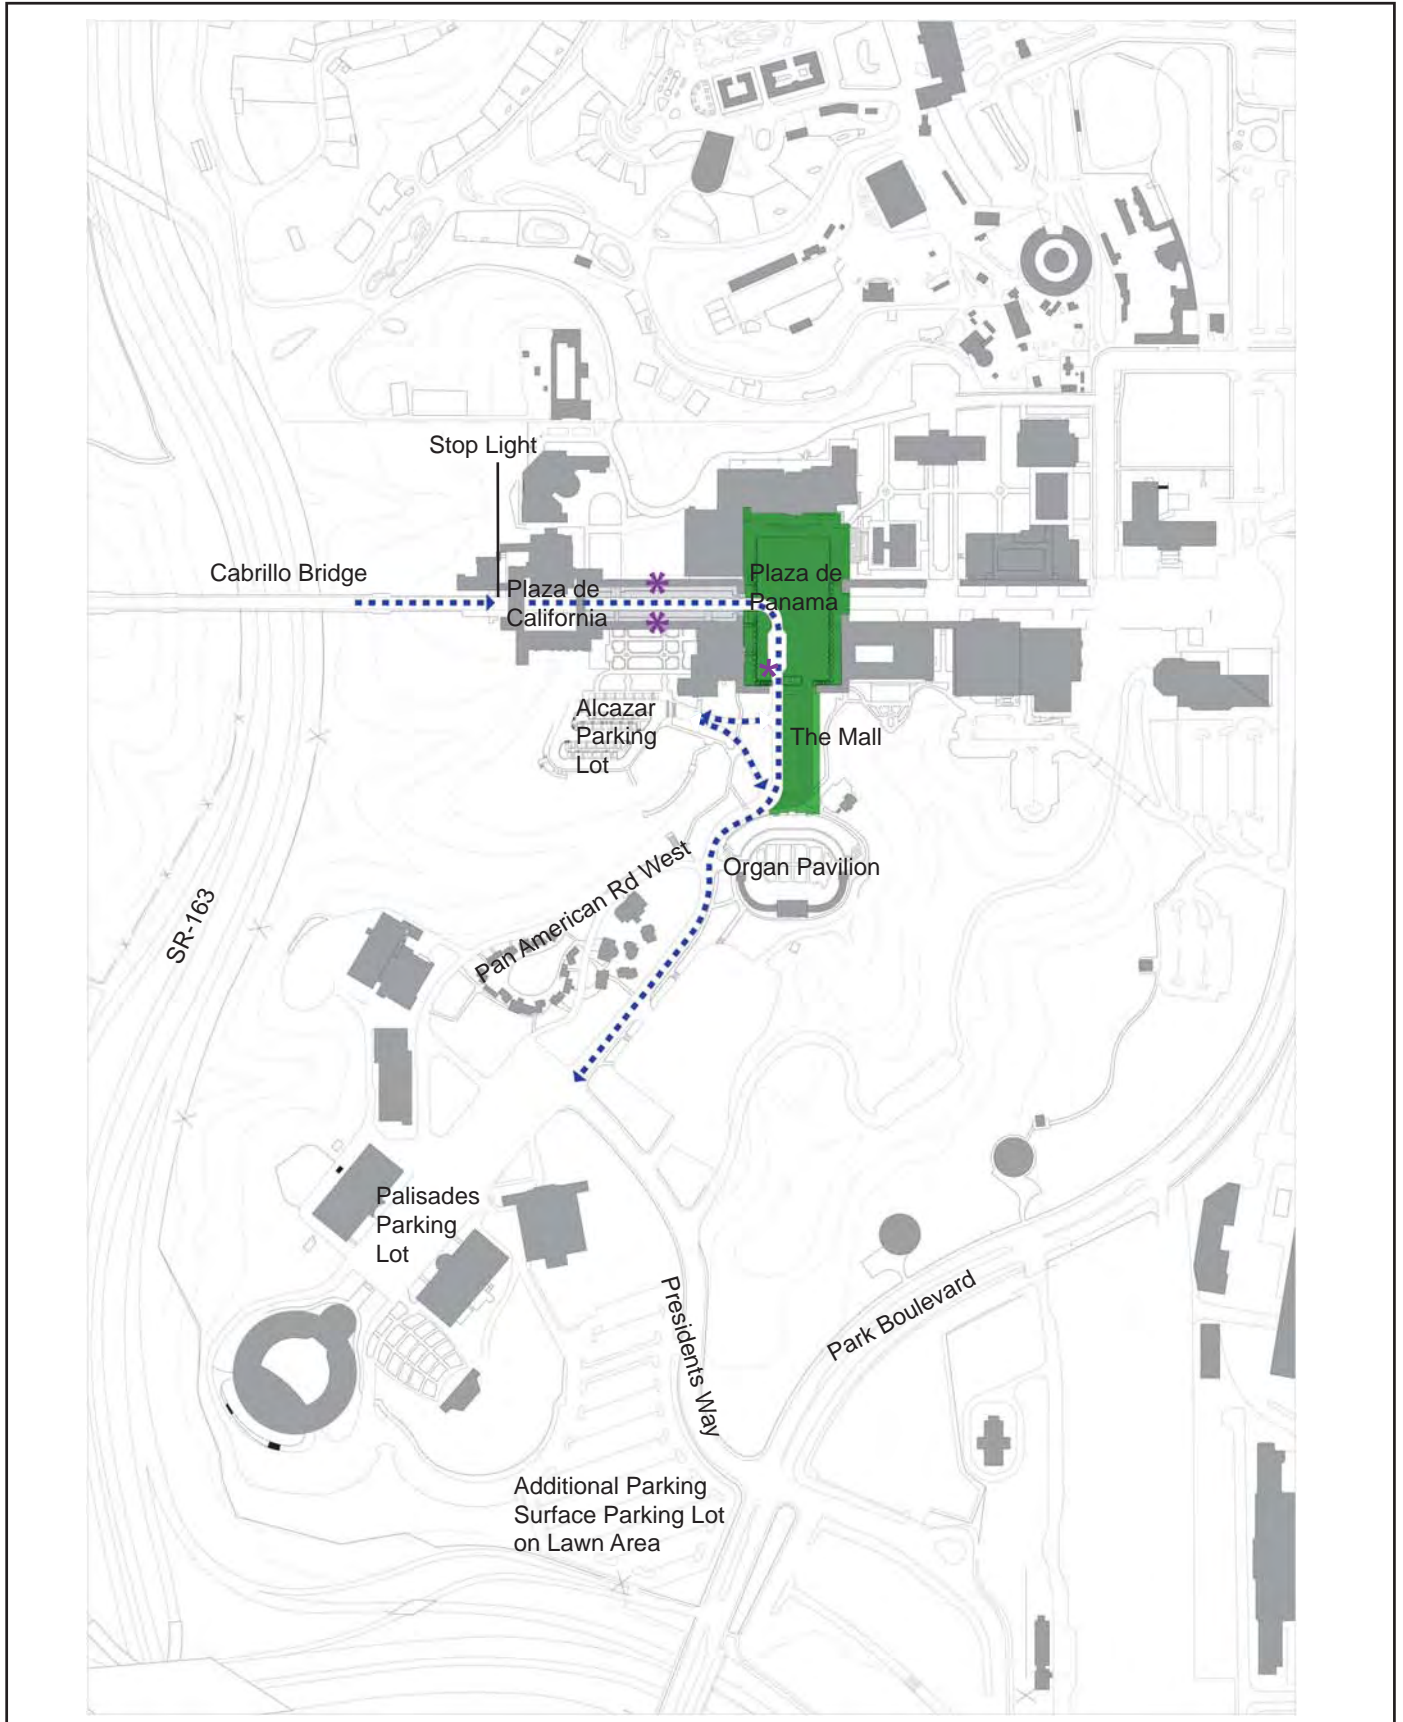 Stop Light
Cabrillo Bridge
Plaza de
California
Plaza de
Panama
Alcazar
Parking
Lot
The Mall
Organ Pavilion
Pan American Rd West
SR-163
Palisades
Parking
Lot
Presidents Way
Park Boulevard
Additional Parking
Surface Parking Lot
on Lawn Area